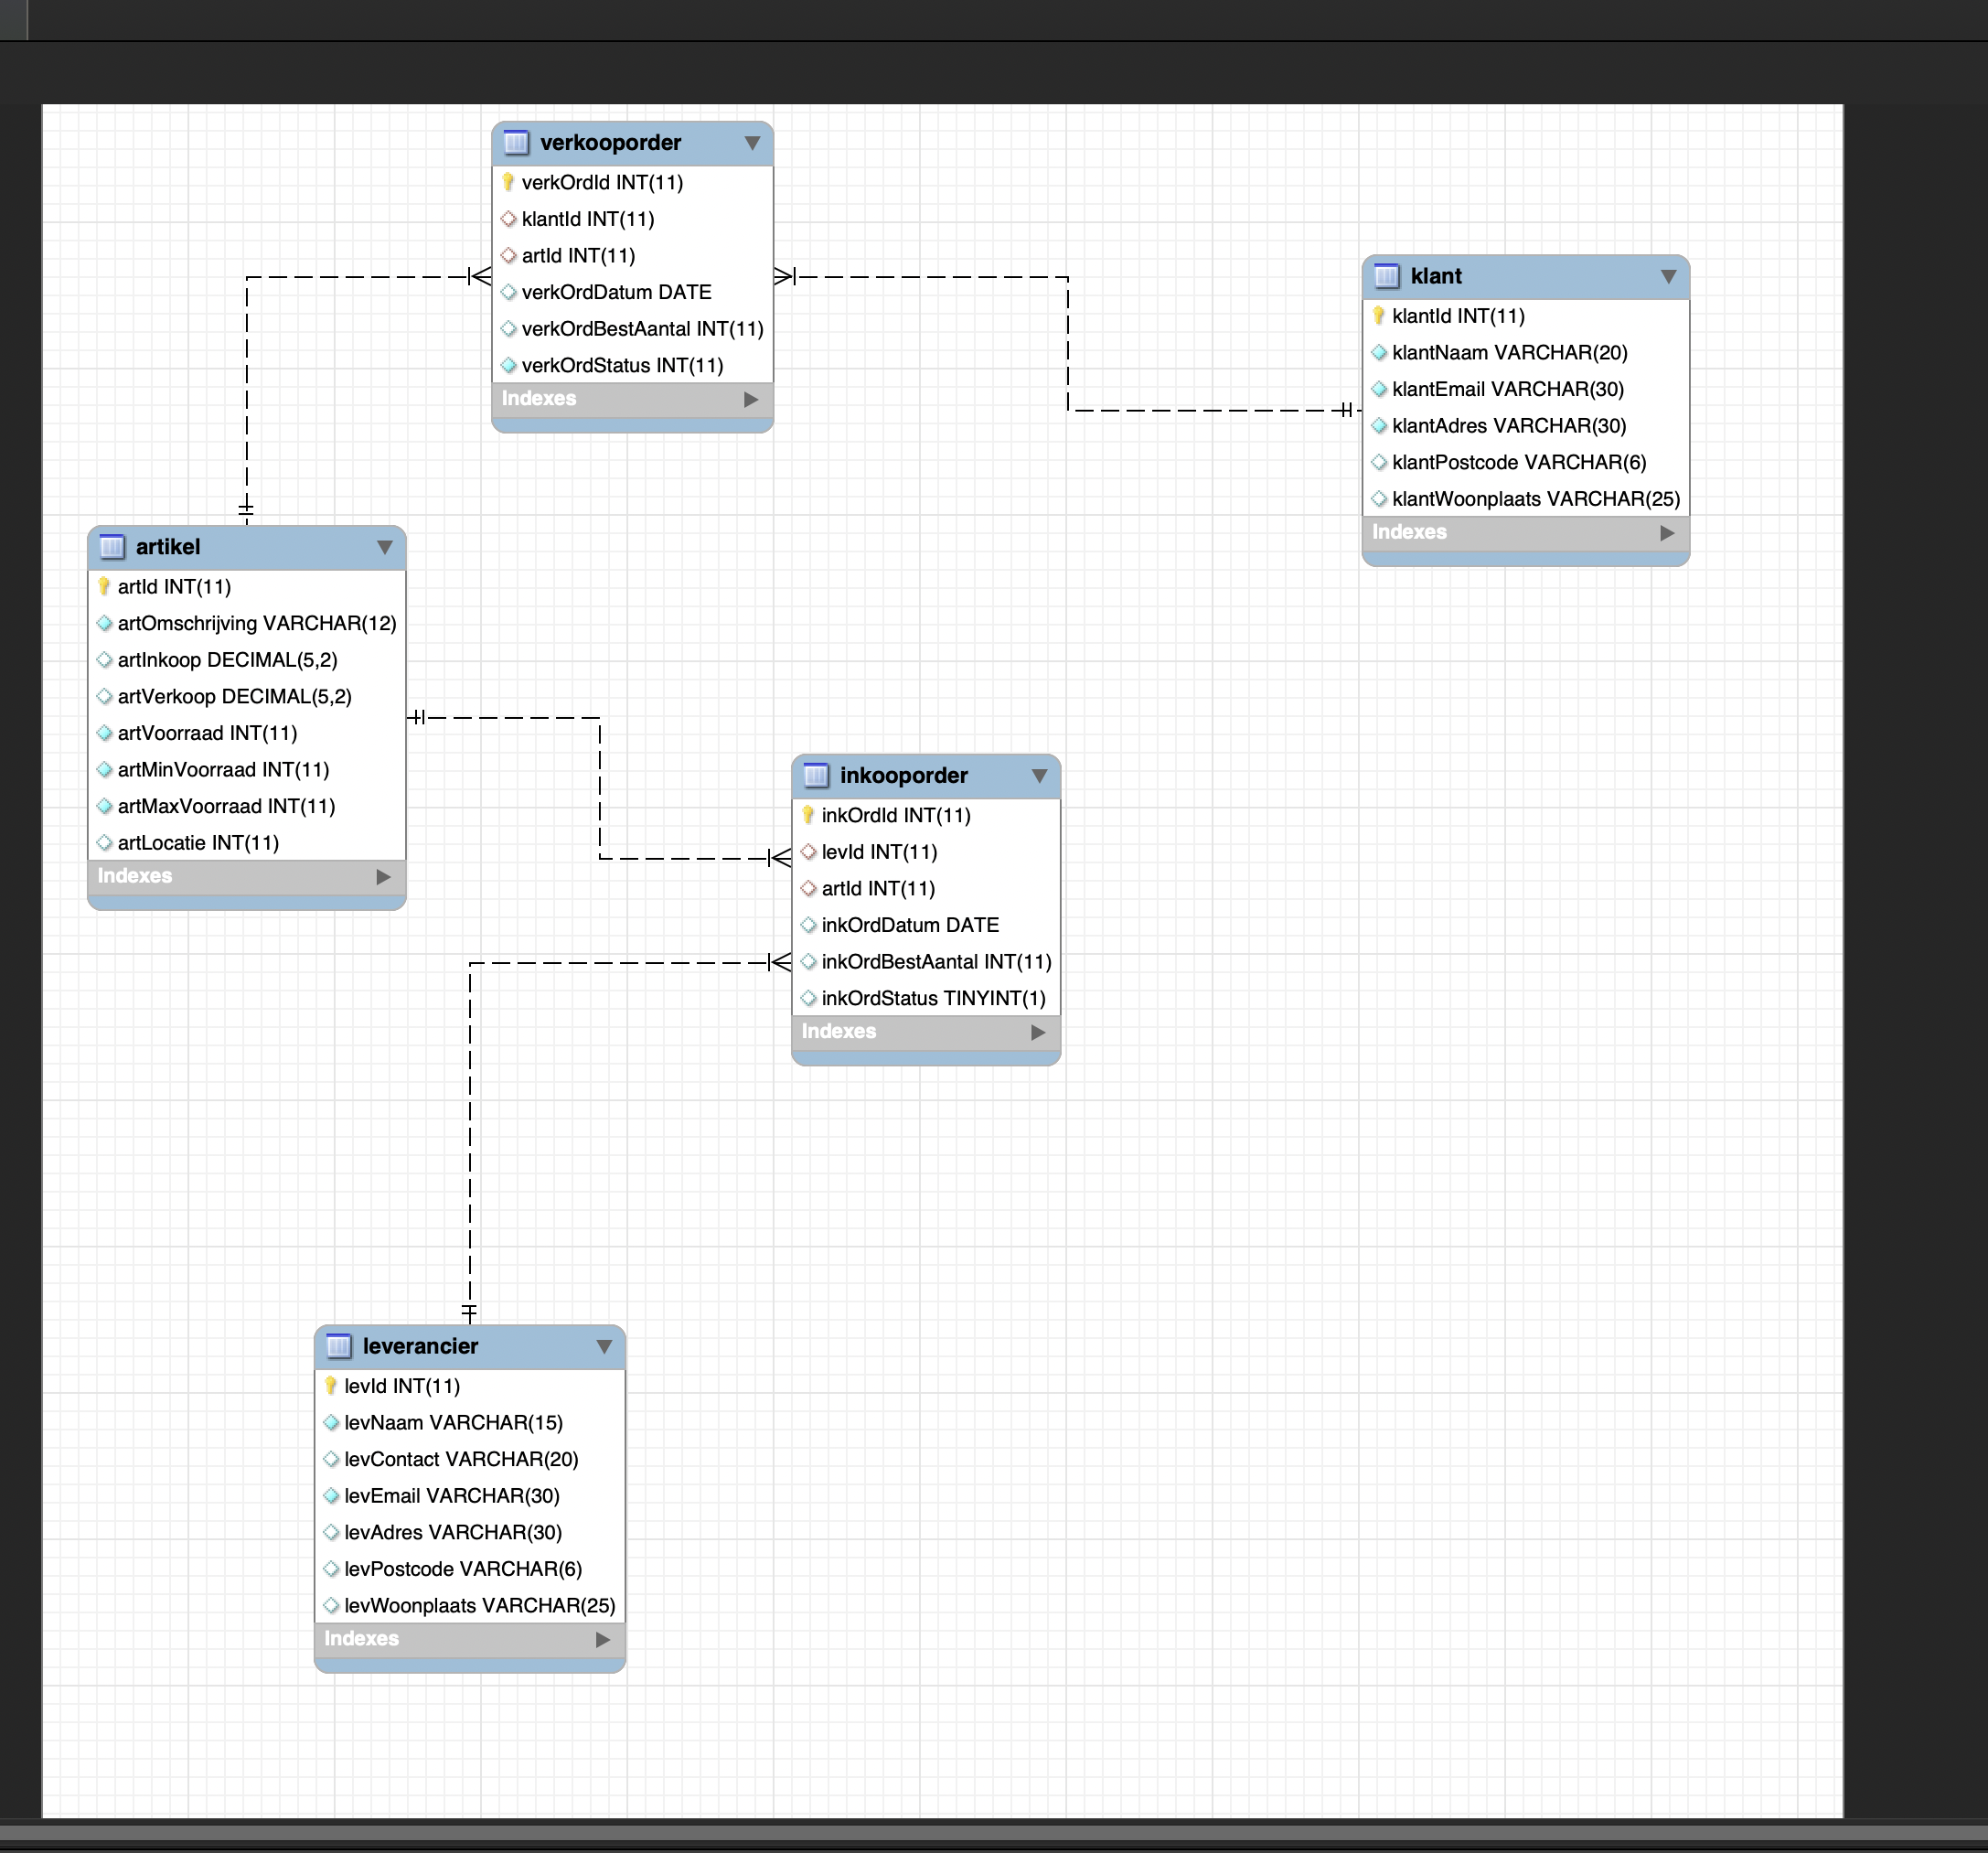 verkooporder
verkOrdId INT(11)
klantId INT(11)
artId INT(11)
verkOrdDatum DATE
verkOrdBestAantal INT(11)
verkOrdStatus INT(11)
Indexes
klant
klantId INT(11)
klantNaam VARCHAR(20)
klantEmail VARCHAR(30)
klantAdres VARCHAR(30)
klantPostcode VARCHAR(6)
klantWoonplaats VARCHAR(25)
Indexes
artikel
artId INT(11)
artOmschrijving VARCHAR(12)
artInkoop DECIMAL(5,2)
artVerkoop DECIMAL(5,2)
artVoorraad INT(11)
artMinVoorraad INT(11)
artMaxVoorraad INT(11)
artLocatie INT(11)
Indexes
inkooporder
inkOrdId INT(11)
levId INT(11)
artId INT(11)
inkOrdDatum DATE
inkOrdBestAantal INT(11)
inkOrdStatus TINYINT(1)
Indexes
leverancier
levId INT(11)
levNaam VARCHAR(15)
levContact VARCHAR(20)
levEmail VARCHAR(30)
levAdres VARCHAR(30)
levPostcode VARCHAR(6)
levWoonplaats VARCHAR(25)
Indexes